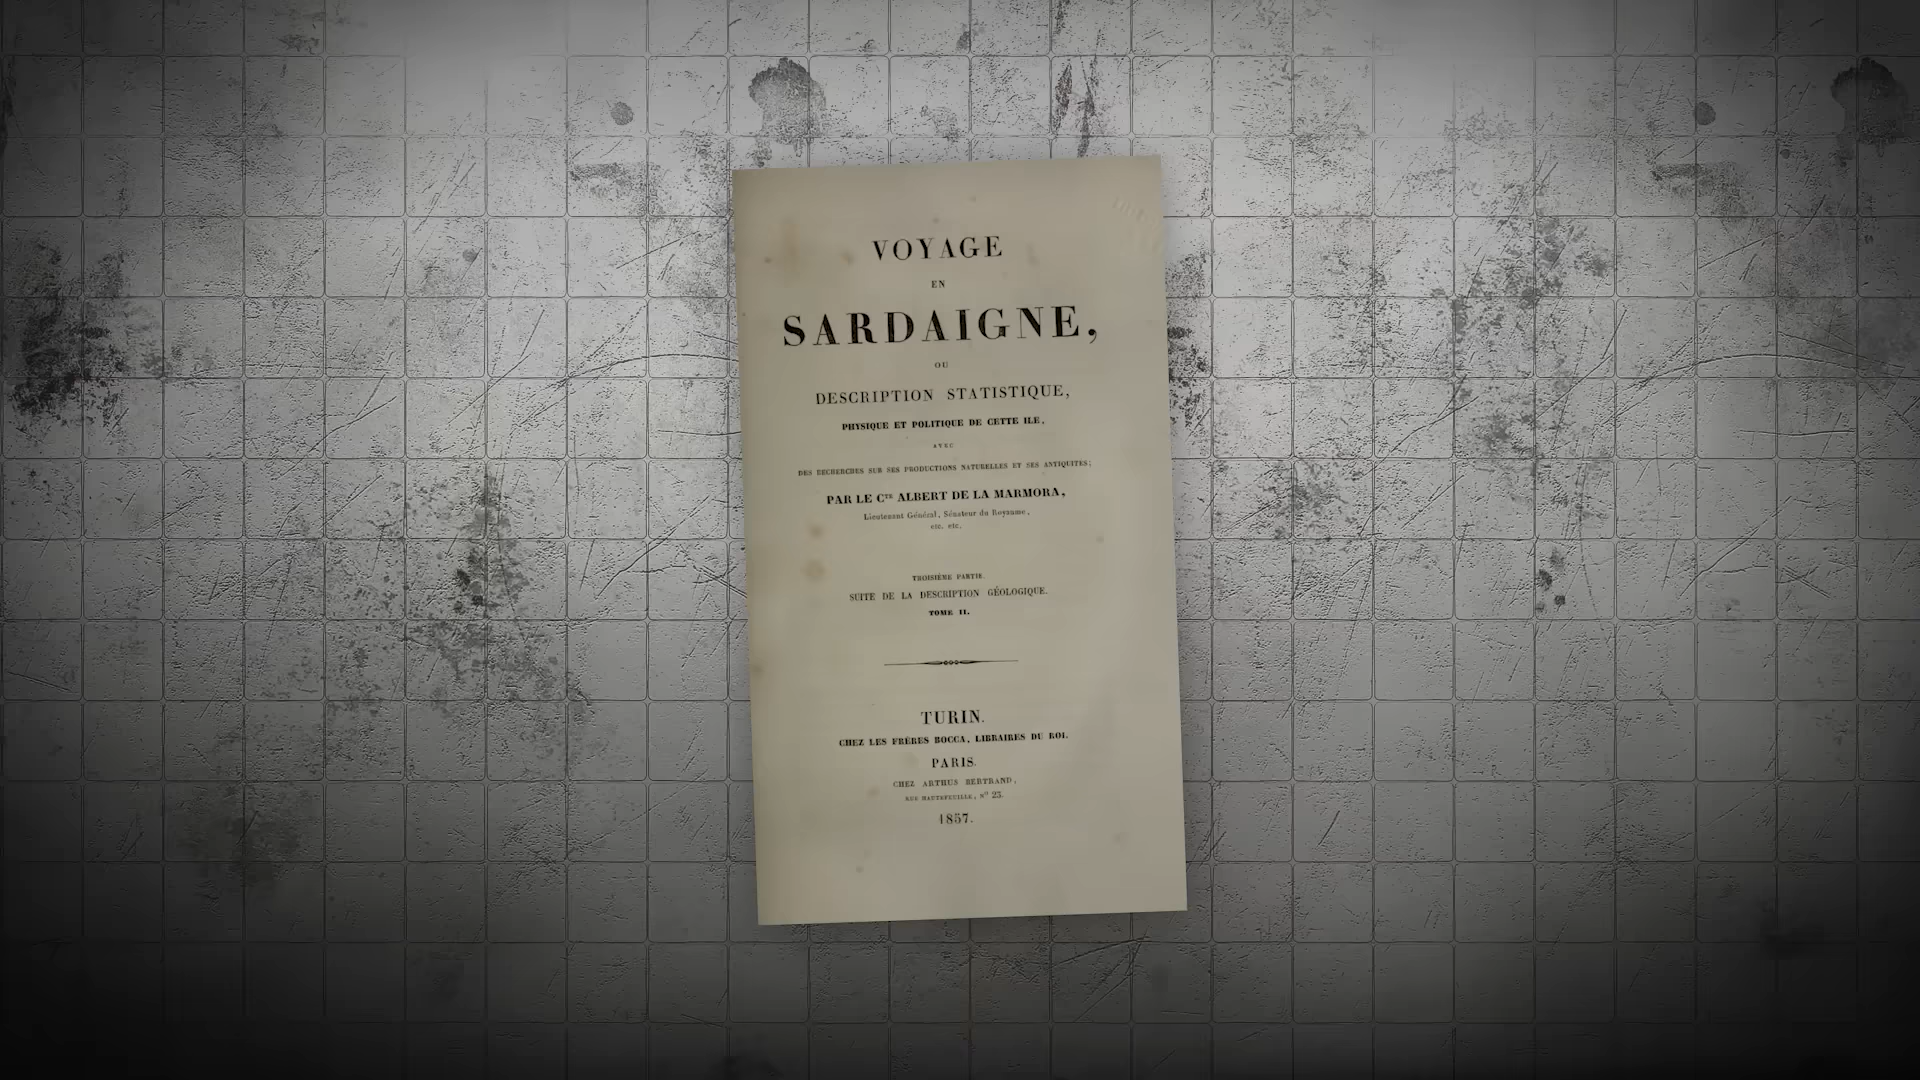 VOYAGE
EN
SARDAIGNE,
OU
DESCRIPTION STATISTIQUE,
PHYSIQUE ET POLITIQUE DE CETTE ILE,
AVEC
DES RECHERCHES SUR SES PRODUCTIONS NATURELLES ET SES ANTIQUITÉS;
PAR LE Cte ALBERT DE LA MARMORA,
Lieutenant Général, Sénateur du Royaume,
etc. etc.
TROISIÈME PARTIE.
SUITE DE LA DESCRIPTION GÉOLOGIQUE.
TOME II.
TURIN.
CHEZ LES FRÈRES BOCCA, LIBRAIRES DU ROI.
PARIS.
CHEZ ARTHUS BERTRAND,
RUE HAUTEFEUILLE, No 23.
1857.